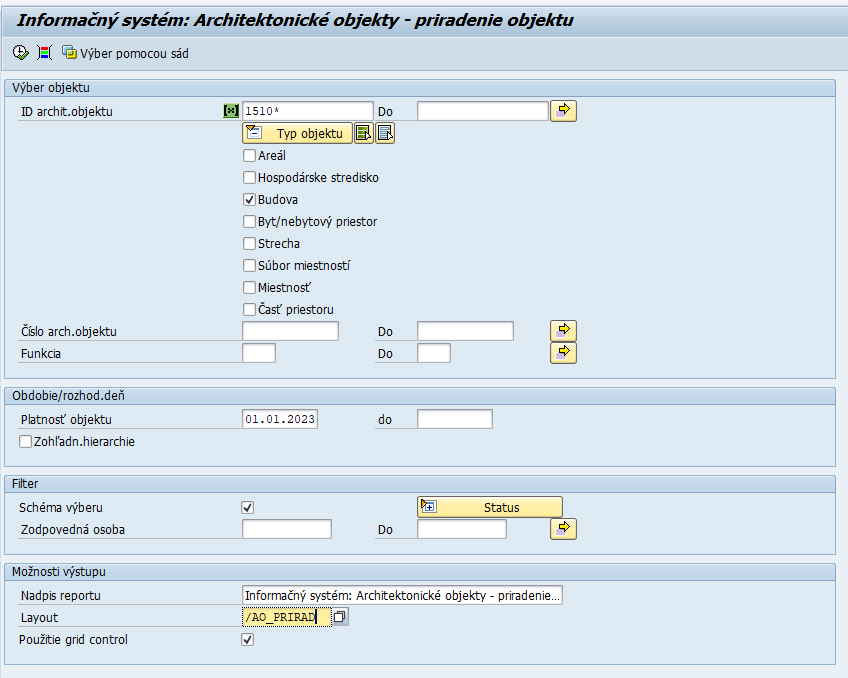 Informačný systém: Architektonické objekty - priradenie objektu
Výber pomocou sád
Výber objektu
ID archit.objektu 1510* Do
Typ objektu
Areál
Hospodárske stredisko
Budova
Byt/nebytový priestor
Strecha
Súbor miestností
Miestnosť
Časť priestoru
Číslo arch.objektu Do
Funkcia Do
Obdobie/rozhod.deň
Platnosť objektu 01.01.2023 do
Zohľadn.hierarchie
Filter
Schéma výberu Status
Zodpovedná osoba Do
Možnosti výstupu
Nadpis reportu Informačný systém: Architektonické objekty - priradenie...
Layout /AO_PRIRAD
Použitie grid control